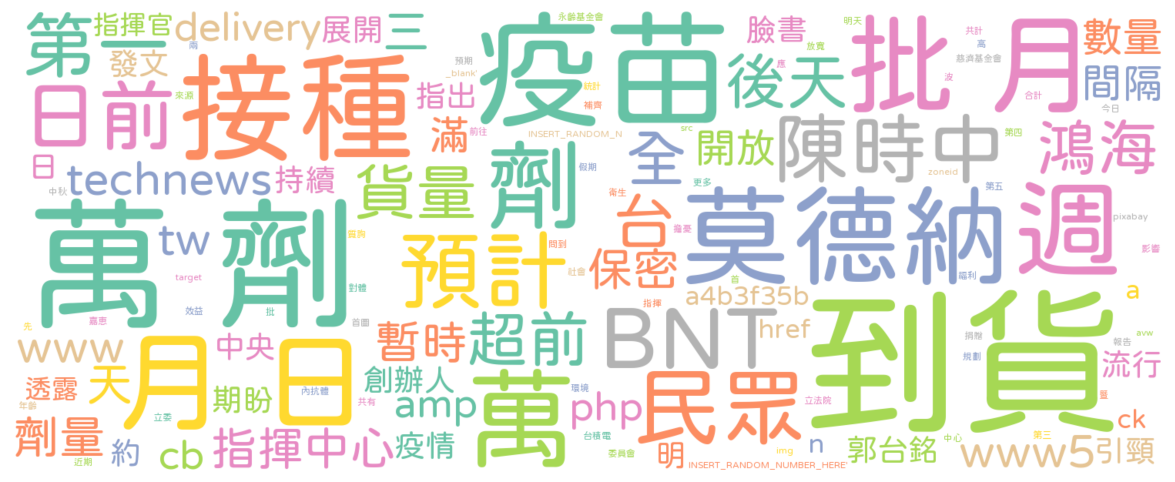 第一
指揮官
delivery
展開
三
發文
日前
接種
指出
滿
預期
_blank'
永齡基金會
疫苗
統計
補齊
INSERT_RANDOM_N
臉書
放寬
後天
應
批
明天
波
共計
高
慈濟基金會
月
合計
數量
間隔
今日
兩
來源
前往
日
中秋
technews
持續
貨量
劑
假期
全
src
開放
更多
陳時中
第四
zoneid
第五
鴻海
萬劑
tw
target
效益
批
對體
預計
問到
社會
衛生
台
擔憂
保密
首
指揮
莫德納
福利
週
pixabay
影響
a4b3f35b
先
嘉惠
www
透露
年齡
天
月日
中央
首圖
期盼
內抗體
共有
立委
暫時
超前
創辦人
amp
萬
環境
php
台積電
BNT
href
民眾
立法院
到貨
a
avw
捐贈
規劃
報告
流行
劑量
近期
約
cb
指揮中心
疫情
委員會
明
INSERT_RANDOM_NUMBER_HERE'
img
n
郭台銘
中心
www5
第三
ck
引頸